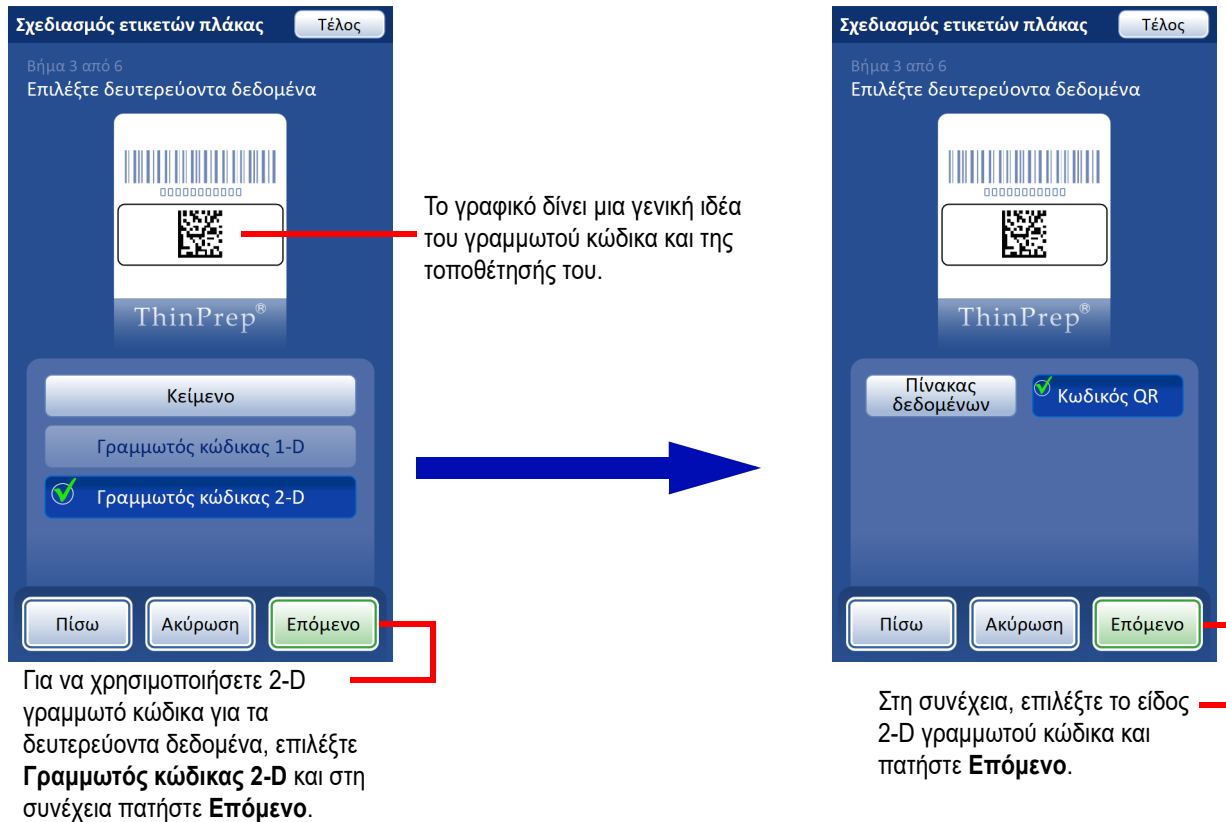 Σχεδιασμός ετικετών πλάκας
Τέλος
Βήμα 3 από 6
Επιλέξτε δευτερεύοντα δεδομένα
ThinPrep®
Κείμενο
Γραμμωτός κώδικας 1-D
Γραμμωτός κώδικας 2-D
Πίσω
Ακύρωση
Επόμενο
Το γραφικό δίνει μια γενική ιδέα
του γραμμωτού κώδικα και της
τοποθέτησής του.
Για να χρησιμοποιήσετε 2-D
γραμμωτό κώδικα για τα
δευτερεύοντα δεδομένα, επιλέξτε
Γραμμωτός κώδικας 2-D και στη
συνέχεια πατήστε Επόμενο.
Σχεδιασμός ετικετών πλάκας
Τέλος
Βήμα 3 από 6
Επιλέξτε δευτερεύοντα δεδομένα
ThinPrep®
Πίνακας
δεδομένων
Κωδικός QR
Πίσω
Ακύρωση
Επόμενο
Στη συνέχεια, επιλέξτε το είδος
2-D γραμμωτού κώδικα και
πατήστε Επόμενο.